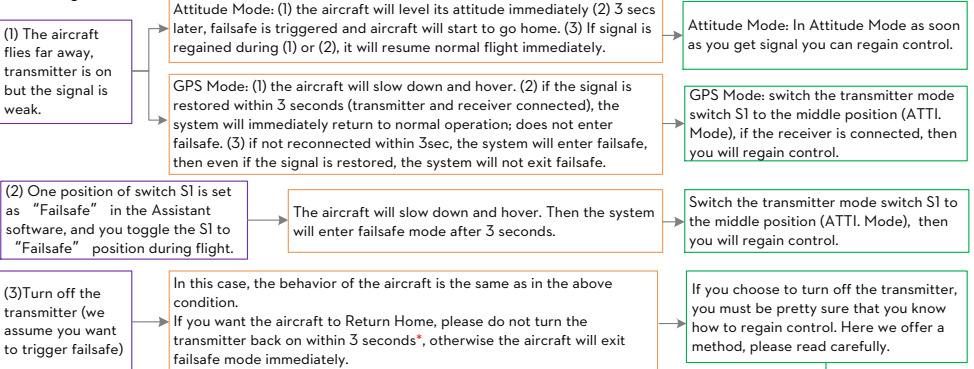 (1) The aircraft
flies far away,
transmitter is on
but the signal is
weak.
Attitude Mode: (1) the aircraft will level its attitude immediately (2) 3 secs
later, failsafe is triggered and aircraft will start to go home. (3) If signal is
regained during (1) or (2), it will resume normal flight immediately.
Attitude Mode: In Attitude Mode as soon
as you get signal you can regain control.
GPS Mode: (1) the aircraft will slow down and hover. (2) if the signal is
restored within 3 seconds (transmitter and receiver connected), the
system will immediately return to normal operation; does not enter
failsafe. (3) if not reconnected within 3sec, the system will enter failsafe,
then even if the signal is restored, the system will not exit failsafe.
GPS Mode: switch the transmitter mode
switch S1 to the middle position (ATTI.
Mode), if the receiver is connected, then
you will regain control.
(2) One position of switch S1 is set
as “Failsafe” in the Assistant
software, and you toggle the S1 to
“Failsafe” position during flight.
The aircraft will slow down and hover. Then the system
will enter failsafe mode after 3 seconds.
Switch the transmitter mode switch S1 to
the middle position (ATTI. Mode), then
you will regain control.
(3)Turn off the
transmitter (we
assume you want
to trigger failsafe)
In this case, the behavior of the aircraft is the same as in the above
condition.
If you want the aircraft to Return Home, please do not turn the
transmitter back on within 3 seconds*, otherwise the aircraft will exit
failsafe mode immediately.
If you choose to turn off the transmitter,
you must be pretty sure that you know
how to regain control. Here we offer a
method, please read carefully.